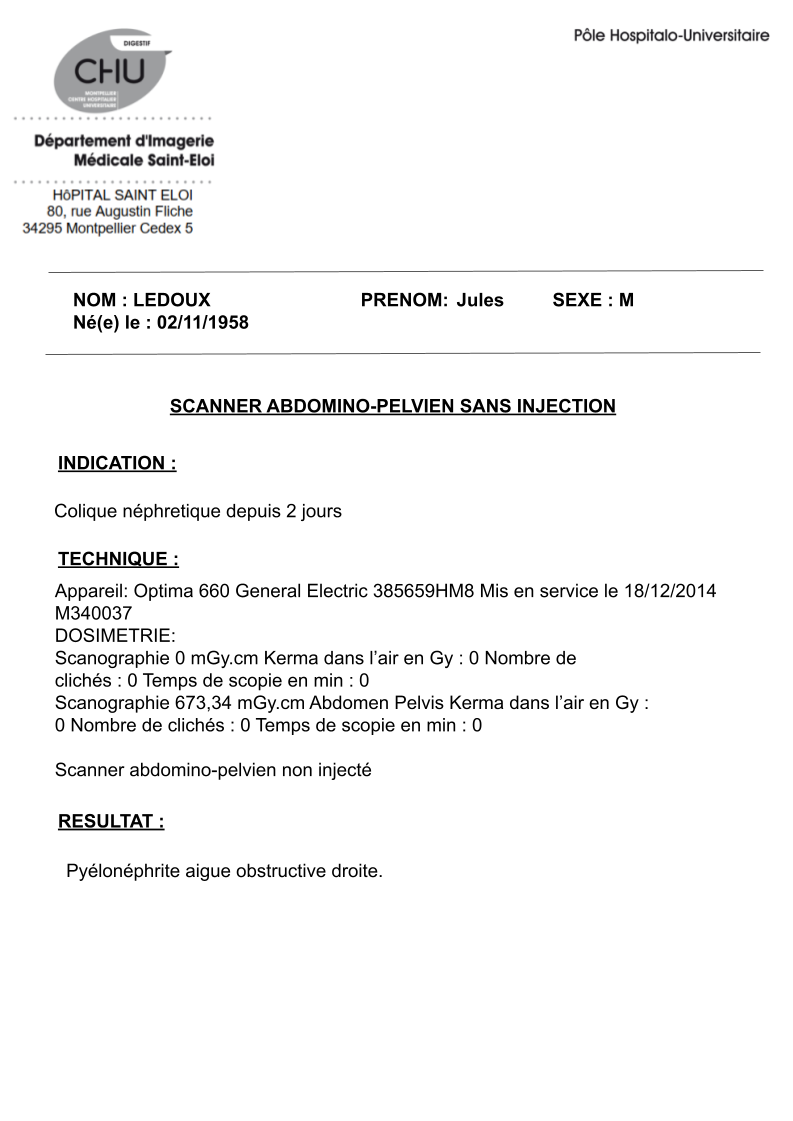 DIGESTIF
CHU
MONTPELLIER
CENTRE HOSPITALIER
UNIVERSITAIRE
Pôle Hospitalo-Universitaire
Département d'Imagerie
Médicale Saint-Eloi
HôPITAL SAINT ELOI
80, rue Augustin Fliche
34295 Montpellier Cedex 5
NOM : LEDOUX PRENOM: Jules SEXE : M
Né(e) le : 02/11/1958
SCANNER ABDOMINO-PELVIEN SANS INJECTION
INDICATION :
Colique néphretique depuis 2 jours
TECHNIQUE :
Appareil: Optima 660 General Electric 385659HM8 Mis en service le 18/12/2014
M340037
DOSIMETRIE:
Scanographie 0 mGy.cm Kerma dans l’air en Gy : 0 Nombre de
clichés : 0 Temps de scopie en min : 0
Scanographie 673,34 mGy.cm Abdomen Pelvis Kerma dans l’air en Gy :
0 Nombre de clichés : 0 Temps de scopie en min : 0
Scanner abdomino-pelvien non injecté
RESULTAT :
Pyélonéphrite aigue obstructive droite.